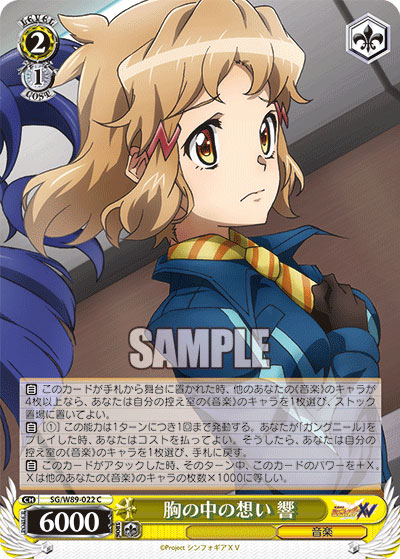 LEVEL
2
1
COST
SAMPLE
自 このカードが手札から舞台に置かれた時、他のあなたの《音楽》のキャラが
4枚以上なら、あなたは自分の控え室の《音楽》のキャラを1枚選び、ストック
置場に置いてよい。
自 [①] この能力は1ターンにつき1回まで発動する。あなたが「ガングニール」を
プレイした時、あなたはコストを払ってよい。そうしたら、あなたは自分の
控え室の《音楽》のキャラを1枚選び、手札に戻す。
自 このカードがアタックした時、そのターン中、このカードのパワーを+X。
Xは他のあなたの《音楽》のキャラの枚数×1000に等しい。
CH
SG/W89-022 C
胸の中の想い 響
POWER
6000
SOUL
XV
音楽
©Project シンフォギアXV